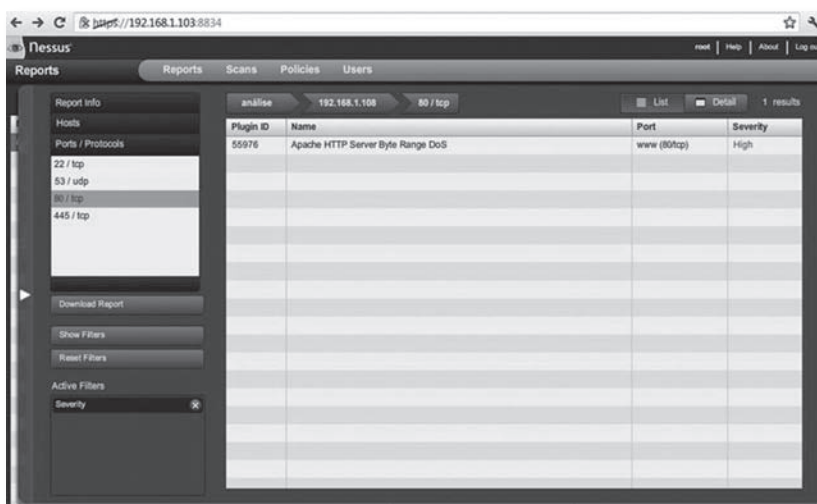 https://192.168.1.103:8834
Nessus
root | Help | About | Log ou
Reports
Reports Scans Policies Users
Report Info
Hosts
Ports / Protocols
22 / tcp
53 / udp
80 / tcp
445 / tcp
Download Report
Show Filters
Reset Filters
Active Filters
Severity
análise 192.168.1.108 80 / tcp
List Detail 1 results
Plugin ID Name Port Severity
55976 Apache HTTP Server Byte Range DoS www (80/tcp) High